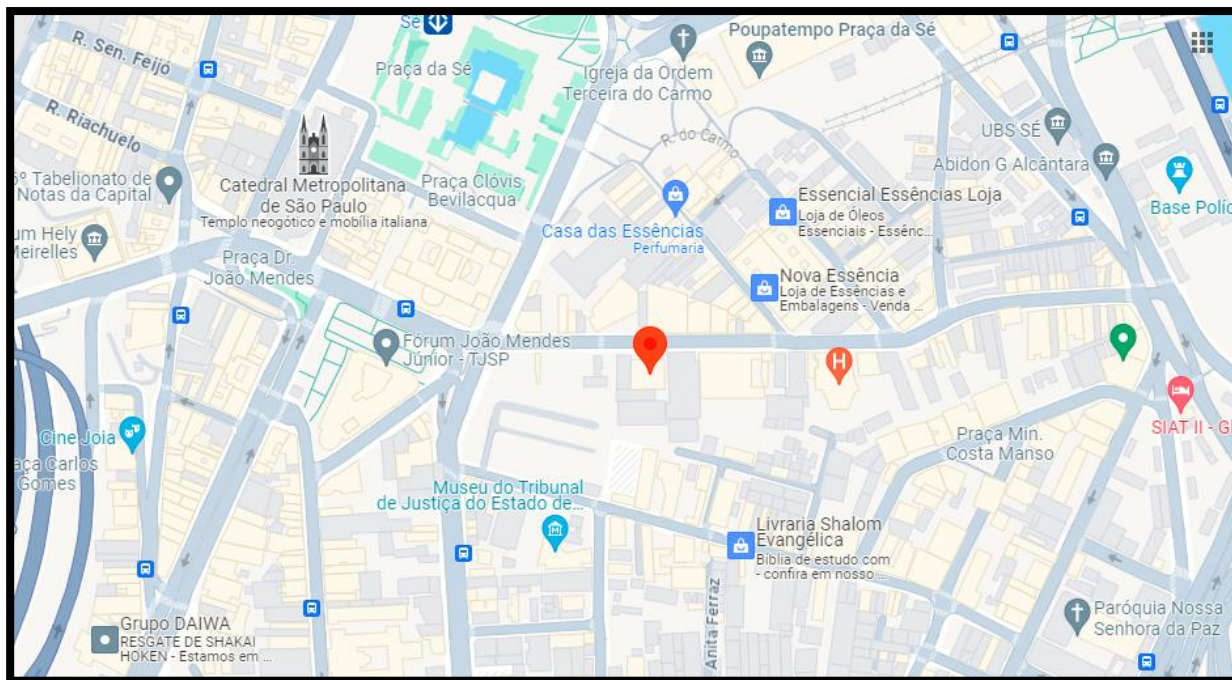 Sé
R. Sen. Feijó
Praça da Sé
Poupatempo Praça da Sé
Igreja da Ordem
Terceira do Carmo
R. Riachuelo
R. do Carmo
UBS SÉ
Abidon G Alcântara
6º Tabelionato de
Notas da Capital
Catedral Metropolitana
de São Paulo
Templo neogótico e mobília italiana
Praça Clóvis
Bevilacqua
Essencial Essências Loja
Loja de Óleos
Essenciais - Essênc...
Base Políc
Casa das Essências
Perfumaria
um Hely
Meirelles
Praça Dr.
João Mendes
Nova Essência
Loja de Essências e
Embalagens - Venda ...
Fórum João Mendes
Júnior - TJSP
H
SIAT II - G
Cine Joia
aça Carlos
Gomes
Praça Min.
Costa Manso
Museu do Tribunal
de Justiça do Estado de...
Livraria Shalom
Evangélica
Bíblia de estudo com
- confira em nosso ...
Anita Ferraz
Paróquia Nossa
Senhora da Paz
Grupo DAIWA
RESGATE DE SHAKAI
HOKEN - Estamos em ...